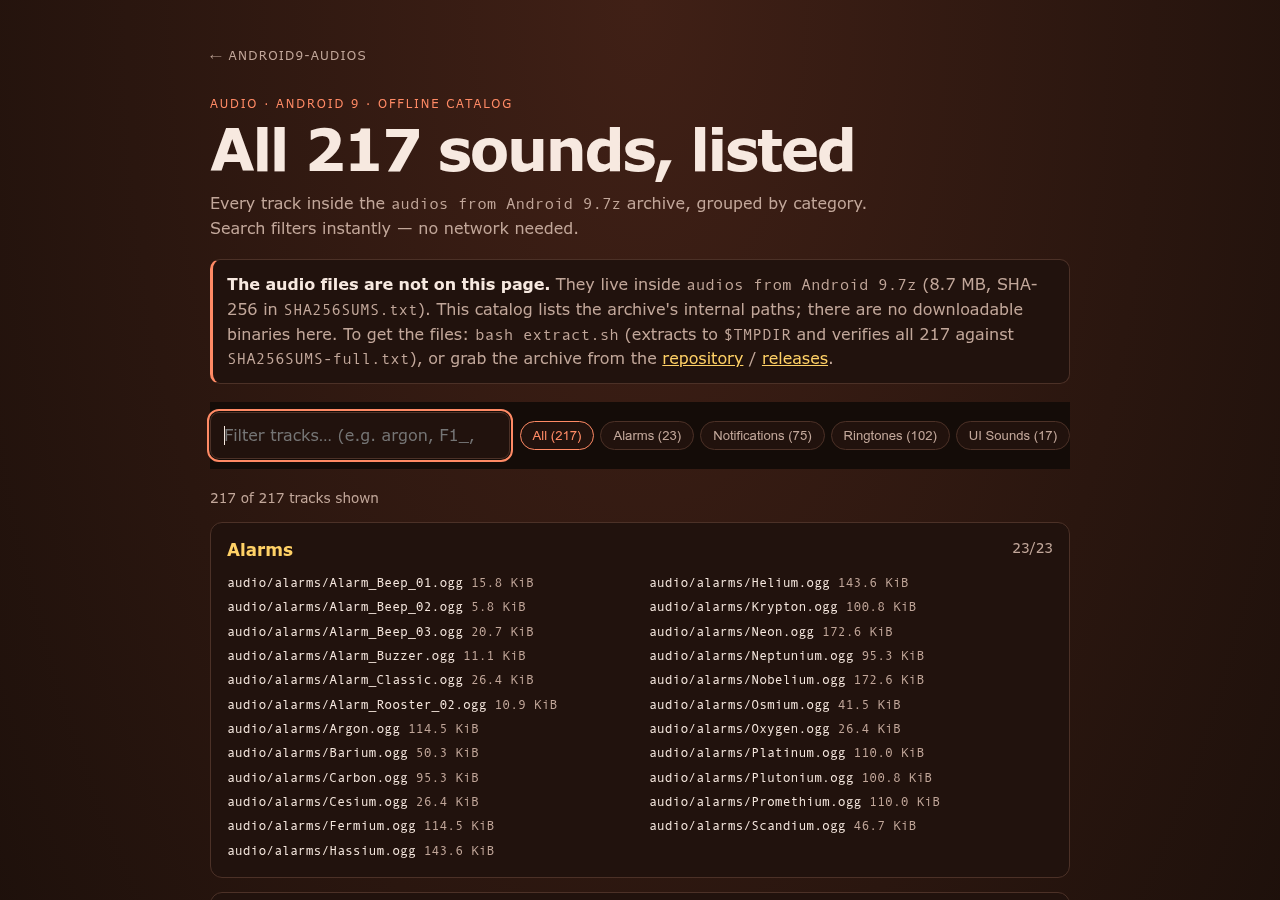 ← ANDROID9-AUDIOS
AUDIO · ANDROID 9 · OFFLINE CATALOG
All 217 sounds, listed
Every track inside the audios from Android 9.7z archive, grouped by category.
Search filters instantly — no network needed.
The audio files are not on this page. They live inside audios from Android 9.7z (8.7 MB, SHA-
256 in SHA256SUMS.txt). This catalog lists the archive's internal paths; there are no downloadable
binaries here. To get the files: bash extract.sh (extracts to $TMPDIR and verifies all 217 against
SHA256SUMS-full.txt), or grab the archive from the repository / releases.
Filter tracks… (e.g. argon, F1_,
All (217)
Alarms (23)
Notifications (75)
Ringtones (102)
UI Sounds (17)
217 of 217 tracks shown
Alarms
23/23
audio/alarms/Alarm_Beep_01.ogg 15.8 KiB
audio/alarms/Alarm_Beep_02.ogg 5.8 KiB
audio/alarms/Alarm_Beep_03.ogg 20.7 KiB
audio/alarms/Alarm_Buzzer.ogg 11.1 KiB
audio/alarms/Alarm_Classic.ogg 26.4 KiB
audio/alarms/Alarm_Rooster_02.ogg 10.9 KiB
audio/alarms/Argon.ogg 114.5 KiB
audio/alarms/Barium.ogg 50.3 KiB
audio/alarms/Carbon.ogg 95.3 KiB
audio/alarms/Cesium.ogg 26.4 KiB
audio/alarms/Fermium.ogg 114.5 KiB
audio/alarms/Hassium.ogg 143.6 KiB
audio/alarms/Helium.ogg 143.6 KiB
audio/alarms/Krypton.ogg 100.8 KiB
audio/alarms/Neon.ogg 172.6 KiB
audio/alarms/Neptunium.ogg 95.3 KiB
audio/alarms/Nobelium.ogg 172.6 KiB
audio/alarms/Osmium.ogg 41.5 KiB
audio/alarms/Oxygen.ogg 26.4 KiB
audio/alarms/Platinum.ogg 110.0 KiB
audio/alarms/Plutonium.ogg 100.8 KiB
audio/alarms/Promethium.ogg 110.0 KiB
audio/alarms/Scandium.ogg 46.7 KiB